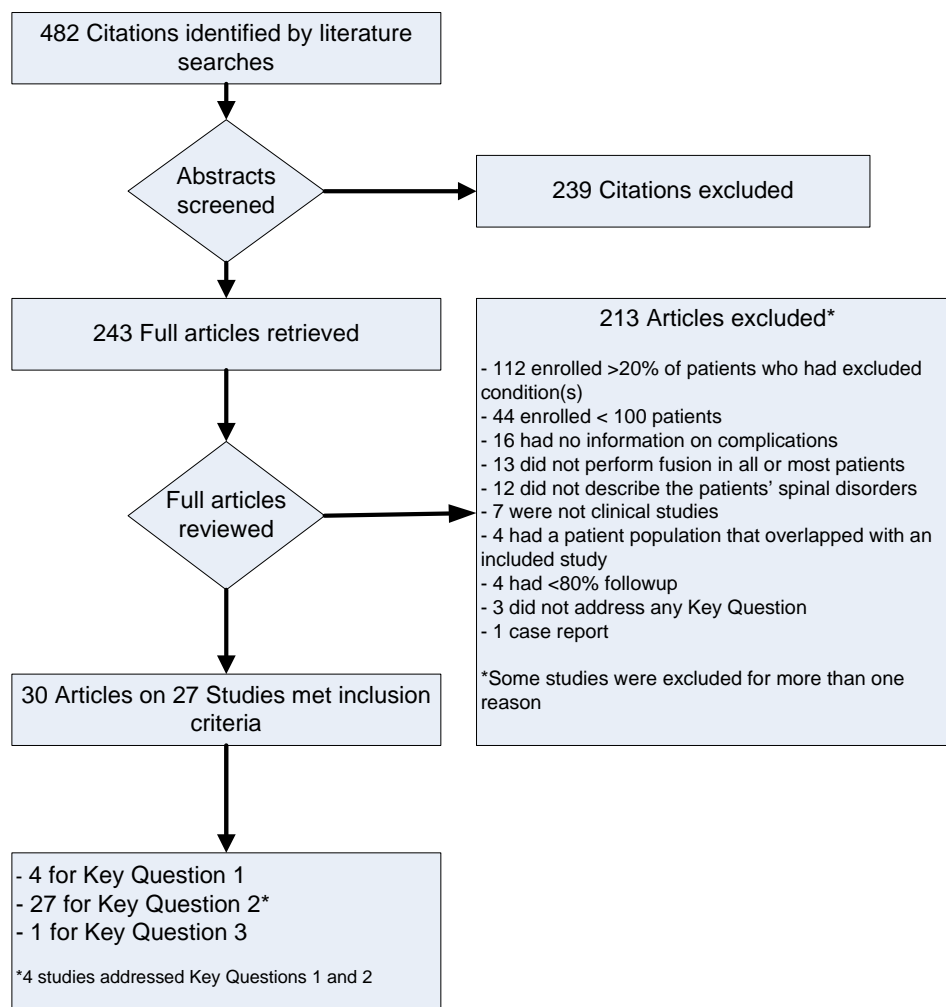 482 Citations identified by literature
searches
Abstracts
screened
239 Citations excluded
243 Full articles retrieved
213 Articles excluded*
- 112 enrolled >20% of patients who had excluded
condition(s)
- 44 enrolled < 100 patients
- 16 had no information on complications
- 13 did not perform fusion in all or most patients
- 12 did not describe the patients’ spinal disorders
- 7 were not clinical studies
- 4 had a patient population that overlapped with an
included study
- 4 had <80% followup
- 3 did not address any Key Question
- 1 case report
*Some studies were excluded for more than one
reason
Full articles
reviewed
30 Articles on 27 Studies met inclusion
criteria
- 4 for Key Question 1
- 27 for Key Question 2*
- 1 for Key Question 3
*4 studies addressed Key Questions 1 and 2